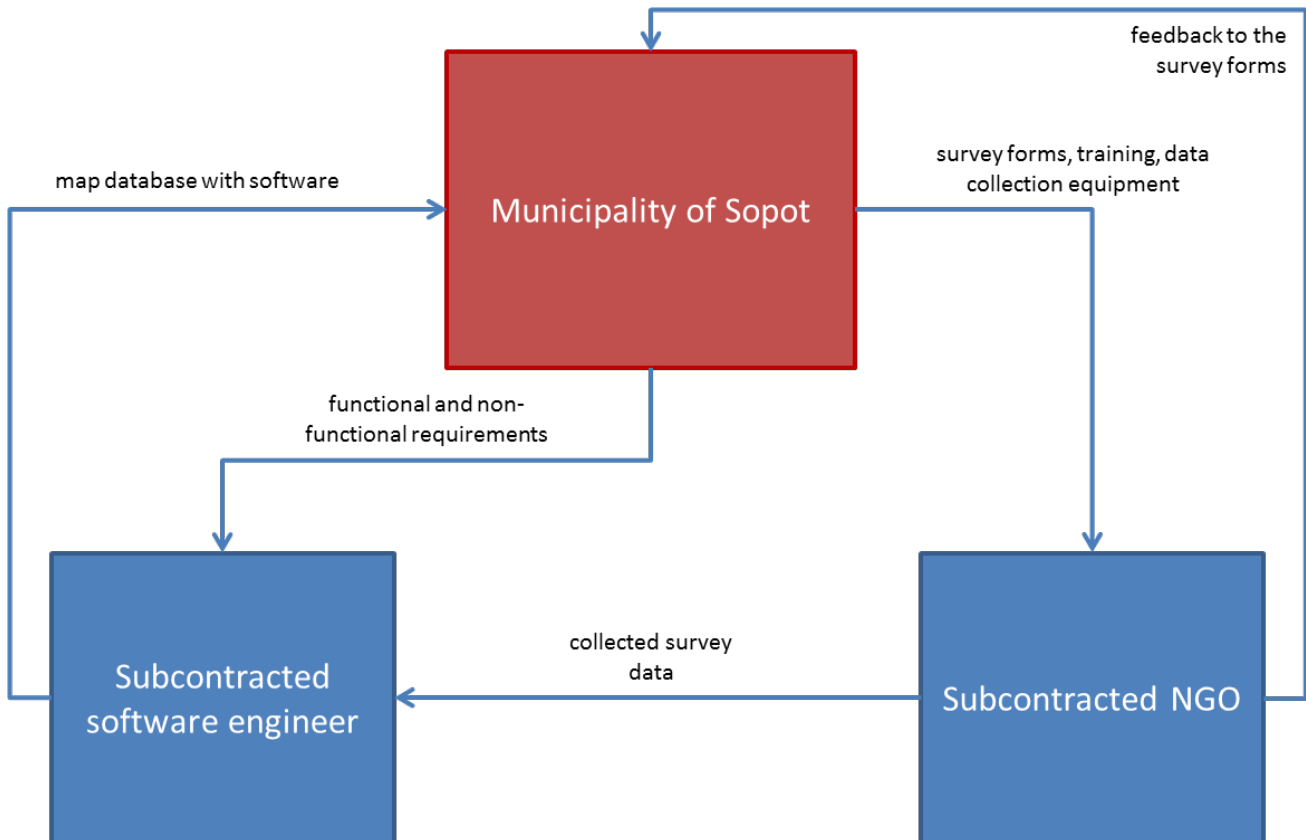 feedback to the
survey forms
survey forms, training, data
collection equipment
map database with software
Municipality of Sopot
functional and non-
functional requirements
collected survey
data
Subcontracted
software engineer
Subcontracted NGO